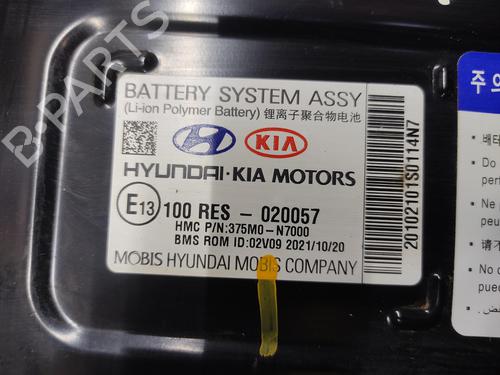 BATTERY SYSTEM ASSY
(Li-ion Polymer Battery) 锂离子聚合物电池
KIA
HYUNDAI·KIA MOTORS
E13 100 RES - 020057
HMC P/N:375M0-N7000
BMS ROM ID:02V09 2021/10/20
MOBIS HYUNDAI MOBIS COMPANY
20102101S0114N7
B-PARTS
주의
Do
Ne
No